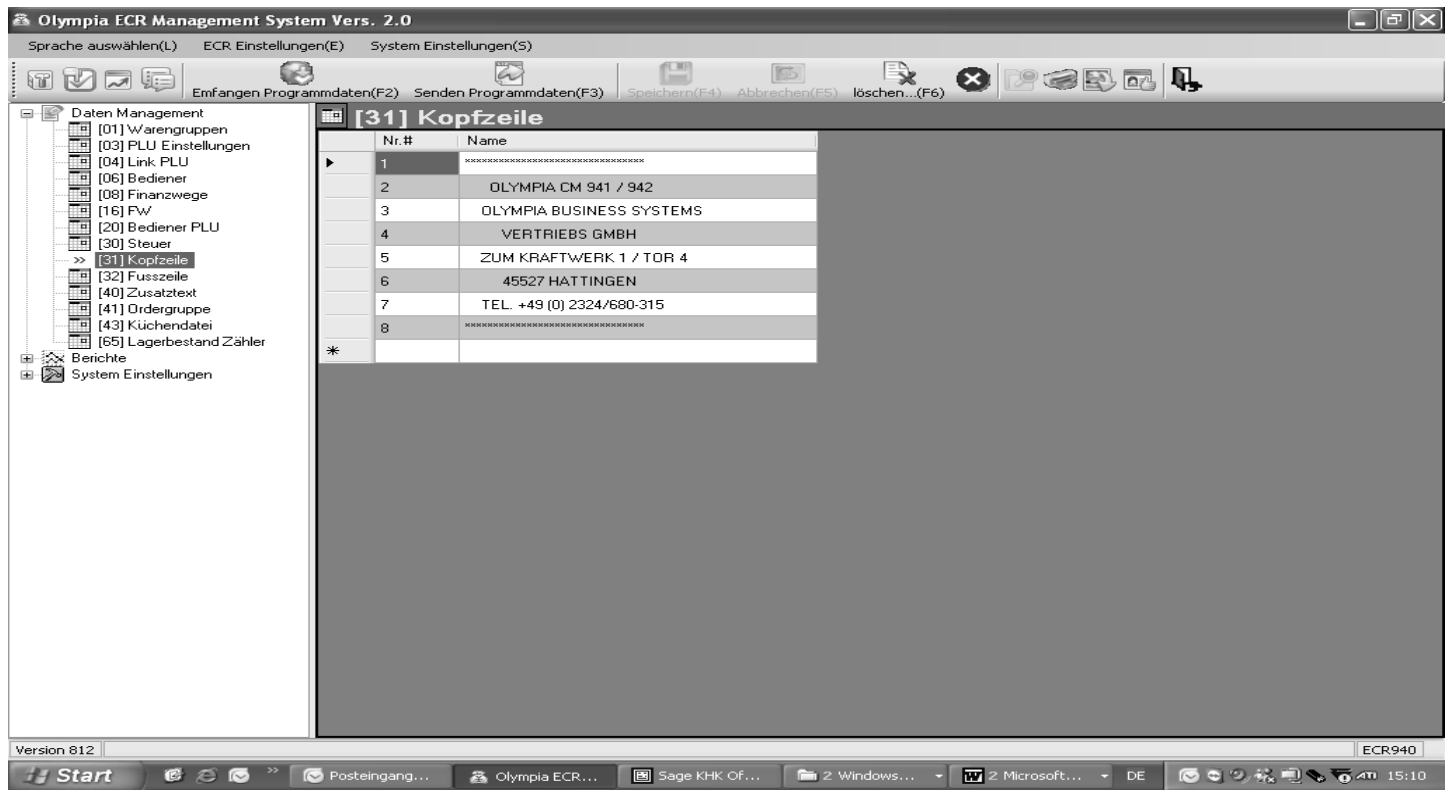 Olympia ECR Management System Vers. 2.0
Sprache auswählen(L) ECR Einstellungen(E) System Einstellungen(S)
Emfangen Programmdaten(F2) Senden Programmdaten(F3) Speichern(F4) Abbrechen(F5) löschen...(F6)
Daten Management
[01] Warengruppen
[03] PLU Einstellungen
[04] Link PLU
[06] Bediener
[08] Finanzwege
[16] FW
[20] Bediener PLU
[30] Steuer
>> [31] Kopfzeile
[32] Fusszeile
[40] Zusatztext
[41] Ordergruppe
[43] Küchendatei
[65] Lagerbestand Zähler
Berichte
System Einstellungen
[31] Kopfzeile
Nr.# Name
1 ********************************
2 OLYMPIA CM 941 / 942
3 OLYMPIA BUSINESS SYSTEMS
4 VERTRIEBS GMBH
5 ZUM KRAFTWERK 1 / TOR 4
6 45527 HATTINGEN
7 TEL. +49 (0) 2324/680-315
8 ********************************
*
Version 812 ECR940
Start >> Posteingang... Olympia ECR... Sage KHK Of... 2 Windows... 2 Microsoft... DE ATI 15:10